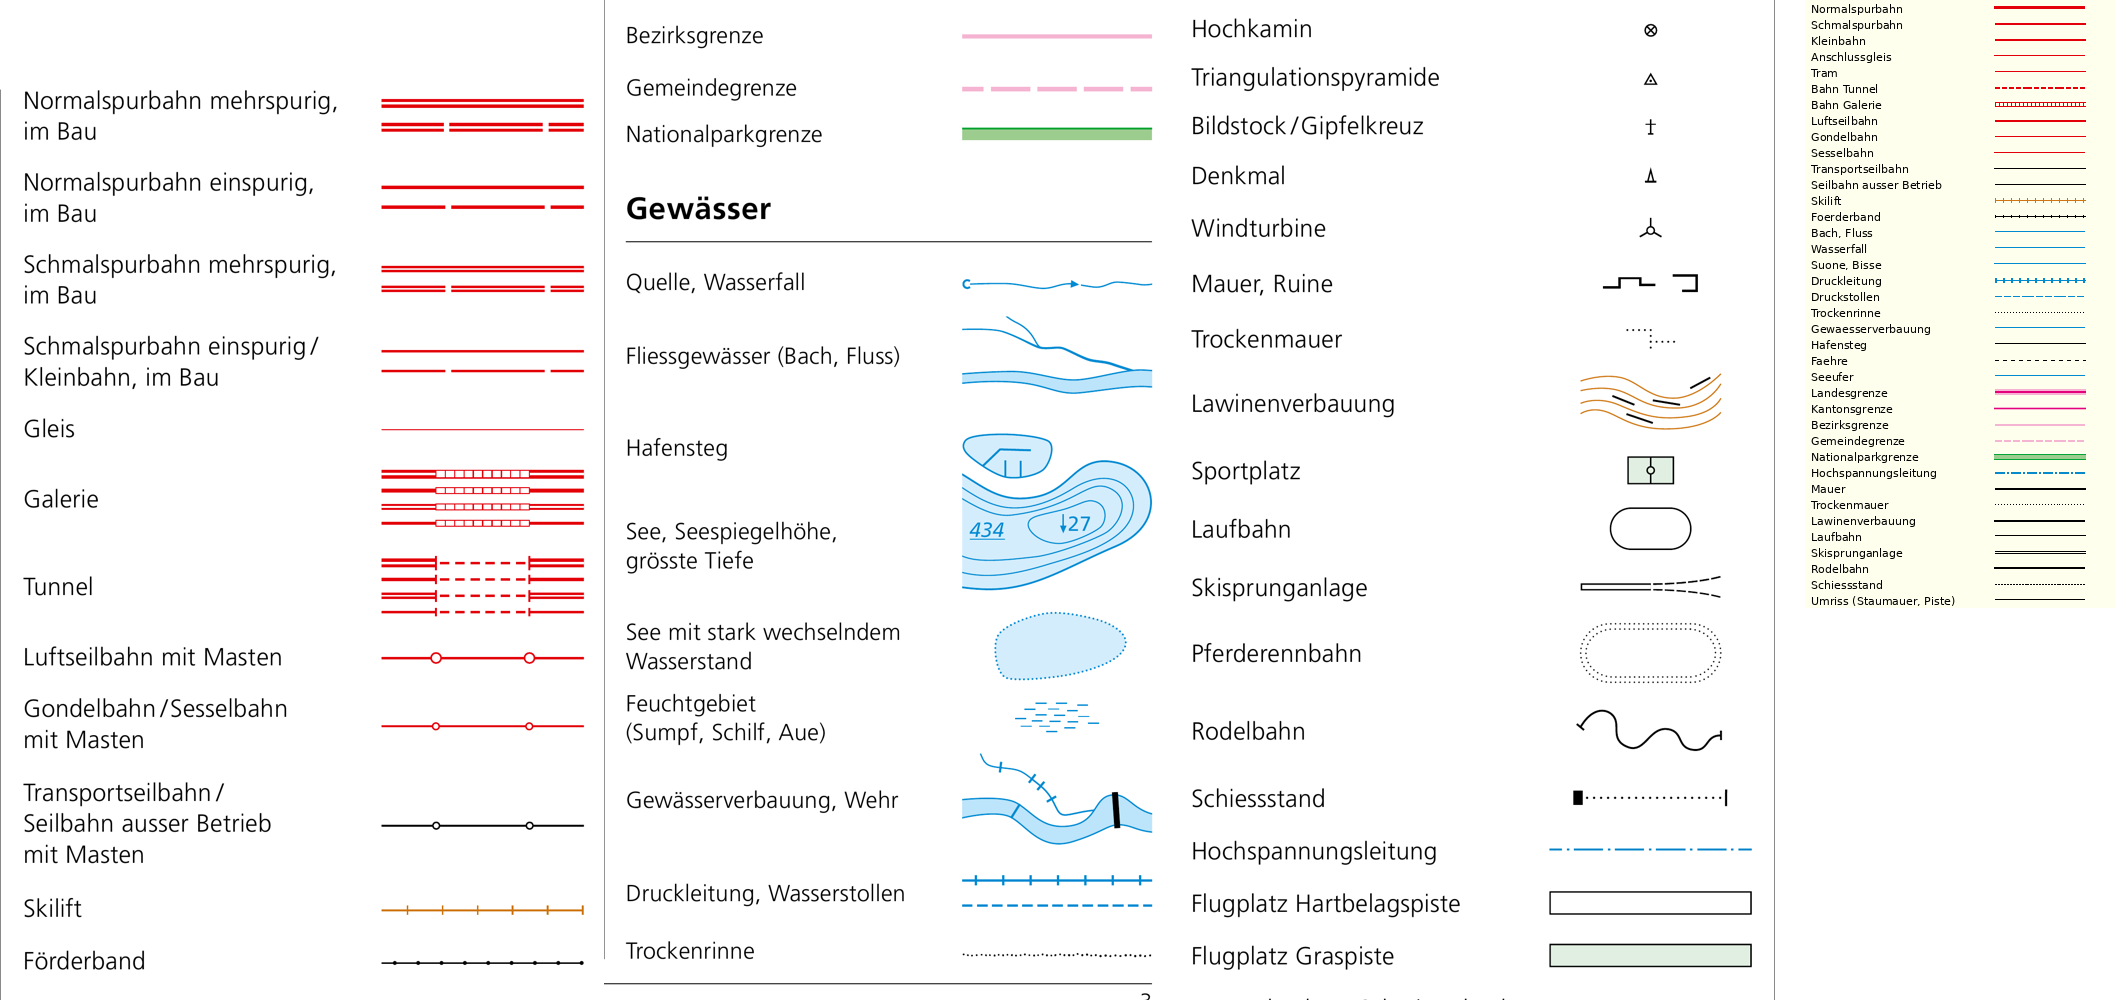 Normalspurbahn mehrspurig,
im Bau
Normalspurbahn einspurig,
im Bau
Schmalspurbahn mehrspurig,
im Bau
Schmalspurbahn einspurig/
Kleinbahn, im Bau
Gleis
Galerie
Tunnel
Luftseilbahn mit Masten
Gondelbahn/Sesselbahn
mit Masten
Transportseilbahn/
Seilbahn ausser Betrieb
mit Masten
Skilift
Förderband
Bezirksgrenze
Gemeindegrenze
Nationalparkgrenze
Gewässer
Quelle, Wasserfall
Fliessgewässer (Bach, Fluss)
Hafensteg
See, Seespiegelhöhe,
grösste Tiefe
434
27
See mit stark wechselndem
Wasserstand
Feuchtgebiet
(Sumpf, Schilf, Aue)
Gewässerverbauung, Wehr
Druckleitung, Wasserstollen
Trockenrinne
Hochkamin
Triangulationspyramide
Bildstock/Gipfelkreuz
Denkmal
Windturbine
Mauer, Ruine
Trockenmauer
Lawinenverbauung
Sportplatz
Laufbahn
Skisprunganlage
Pferderennbahn
Rodelbahn
Schiessstand
Hochspannungsleitung
Flugplatz Hartbelagspiste
Flugplatz Graspiste
Normalspurbahn
Schmalspurbahn
Kleinbahn
Anschlussgleis
Tram
Bahn Tunnel
Bahn Galerie
Luftseilbahn
Gondelbahn
Sesselbahn
Transportseilbahn
Seilbahn ausser Betrieb
Skilift
Foerderband
Bach, Fluss
Wasserfall
Suone, Bisse
Druckleitung
Druckstollen
Trockenrinne
Gewaesserverbauung
Hafensteg
Faehre
Seeufer
Landesgrenze
Kantonsgrenze
Bezirksgrenze
Gemeindegrenze
Nationalparkgrenze
Hochspannungsleitung
Mauer
Trockenmauer
Lawinenverbauung
Laufbahn
Skisprunganlage
Rodelbahn
Schiessstand
Umriss (Staumauer, Piste)